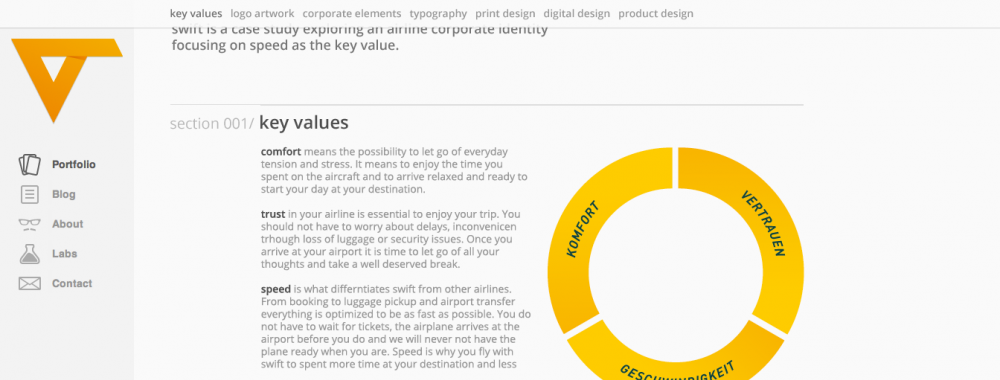 key values logo artwork corporate elements typography print design digital design product design
swift is a case study exploring an airline corporate identity
focusing on speed as the key value.
Portfolio
Blog
About
Labs
Contact
section 001/ key values
comfort means the possibility to let go of everyday
tension and stress. It means to enjoy the time you
spent on the aircraft and to arrive relaxed and ready to
start your day at your destination.
trust in your airline is essential to enjoy your trip. You
should not have to worry about delays, inconvenicen
trhough loss of luggage or security issues. Once you
arrive at your airport it is time to let go of all your
thoughts and take a well deserved break.
speed is what differntiates swift from other airlines.
From booking to luggage pickup and airport transfer
everything is optimized to be as fast as possible. You do
not have to wait for tickets, the airplane arrives at the
airport before you do and we will never not have the
plane ready when you are. Speed is why you fly with
swift to spent more time at your destination and less
KOMFORT
VERTRAUEN
GESCHWINDIGKEIT